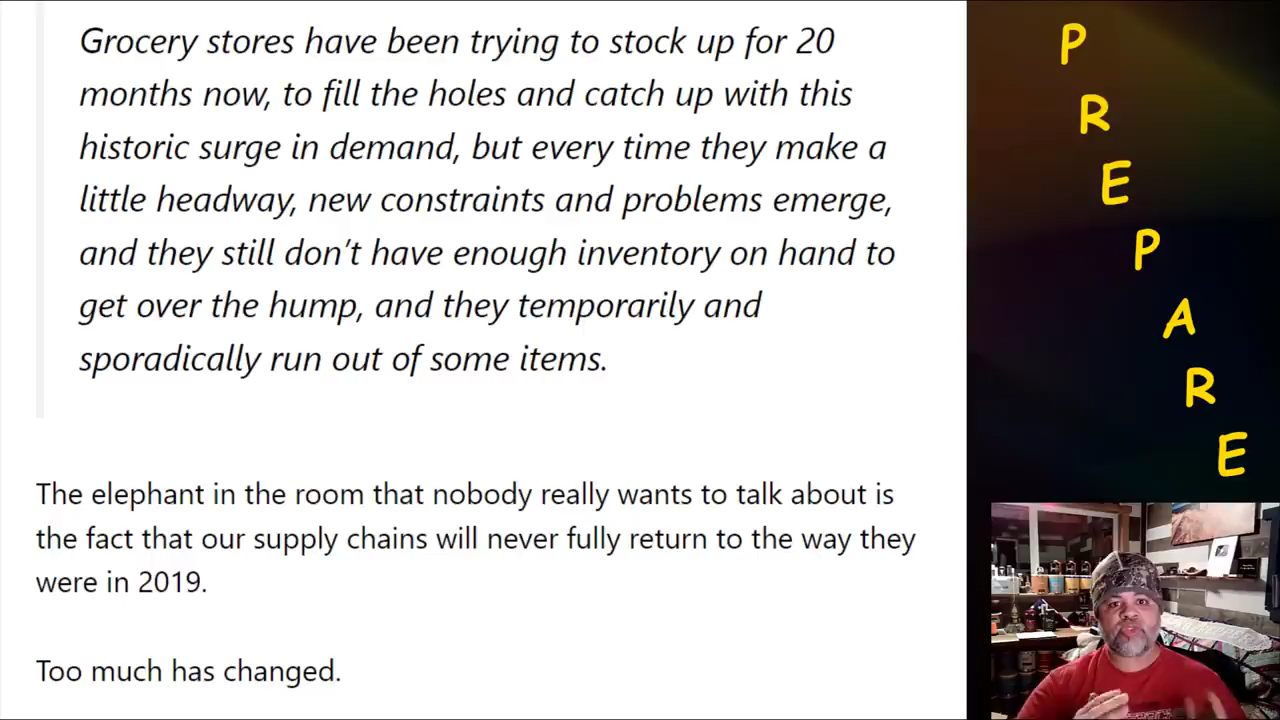 Grocery stores have been trying to stock up for 20
months now, to fill the holes and catch up with this
historic surge in demand, but every time they make a
little headway, new constraints and problems emerge,
and they still don’t have enough inventory on hand to
get over the hump, and they temporarily and
sporadically run out of some items.
The elephant in the room that nobody really wants to talk about is
the fact that our supply chains will never fully return to the way they
were in 2019.
Too much has changed.
P
R
E
P
A
R
E